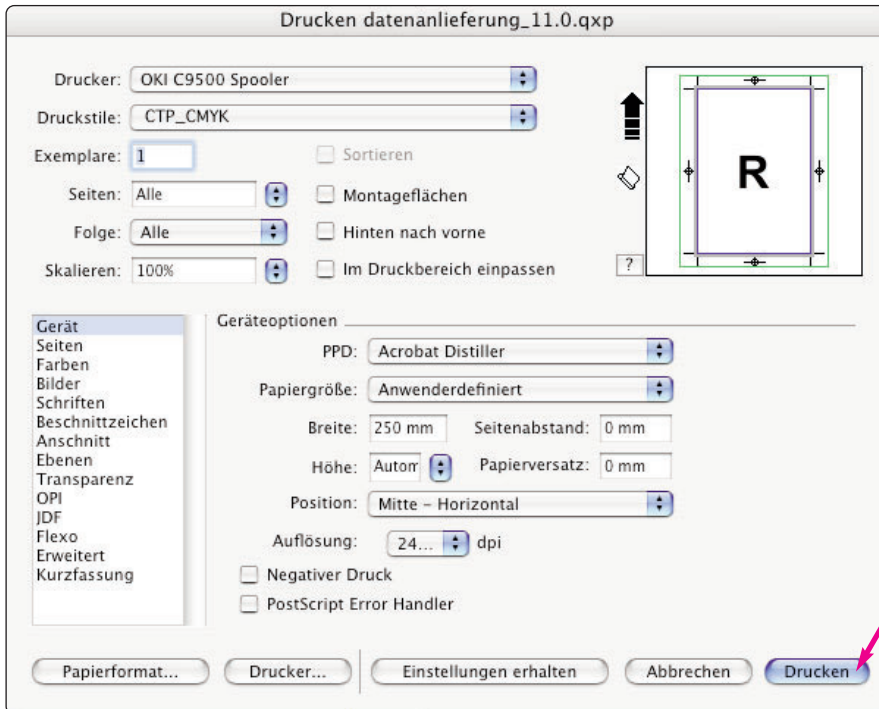 Drucken datenanlieferung_11.0.qxp
Drucker: OKI C9500 Spooler
Druckstile: CTP_CMYK
Exemplare: 1 Sortieren
Seiten: Alle Montageflächen
Folge: Alle Hinten nach vorne
Skalieren: 100% Im Druckbereich einpassen
R
?
Gerät
Seiten
Farben
Bilder
Schriften
Beschnittzeichen
Anschnitt
Ebenen
Transparenz
OPI
JDF
Flexo
Erweitert
Kurzfassung
Geräteoptionen
PPD: Acrobat Distiller
Papiergröße: Anwenderdefiniert
Breite: 250 mm Seitenabstand: 0 mm
Höhe: Autom Papierversatz: 0 mm
Position: Mitte – Horizontal
Auflösung: 24... dpi
Negativer Druck
PostScript Error Handler
Papierformat... Drucker... Einstellungen erhalten Abbrechen Drucken